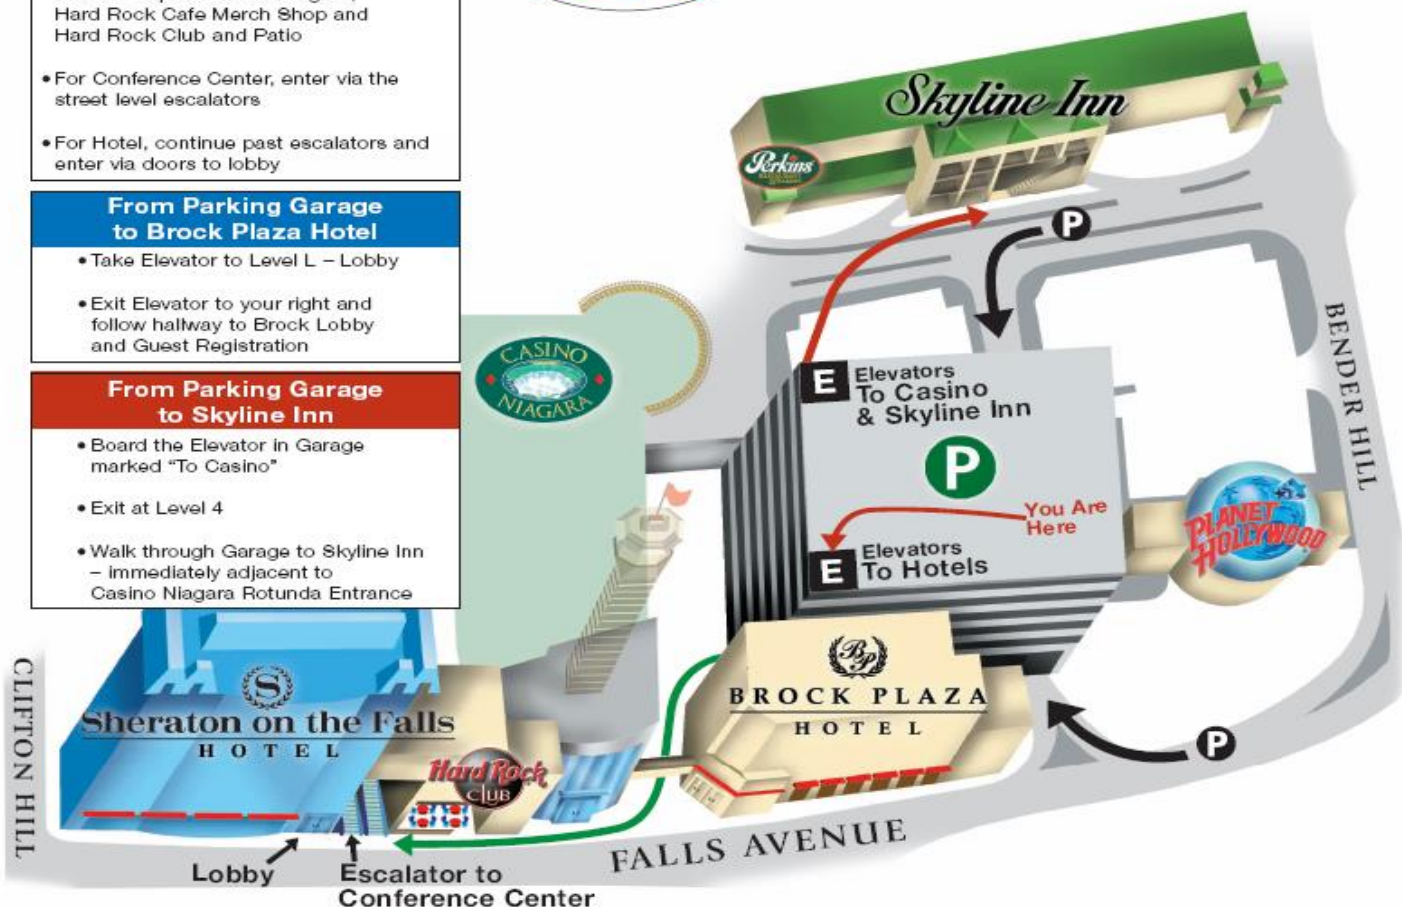 Hard Rock Cafe Merch Shop and
Hard Rock Club and Patio
• For Conference Center, enter via the
street level escalators
• For Hotel, continue past escalators and
enter via doors to lobby
From Parking Garage
to Brock Plaza Hotel
• Take Elevator to Level L – Lobby
• Exit Elevator to your right and
follow hallway to Brock Lobby
and Guest Registration
From Parking Garage
to Skyline Inn
• Board the Elevator in Garage
marked “To Casino”
• Exit at Level 4
• Walk through Garage to Skyline Inn
– immediately adjacent to
Casino Niagara Rotunda Entrance
Skyline Inn
Perkins
P
CASINO
NIAGARA
E
Elevators
To Casino
& Skyline Inn
P
You Are
Here
E
Elevators
To Hotels
PLANET
HOLLYWOOD
BENDER HILL
BP
BROCK PLAZA
HOTEL
P
CLIFTON HILL
S
Sheraton on the Falls
HOTEL
Hard Rock
CLUB
FALLS AVENUE
Lobby
Escalator to
Conference Center